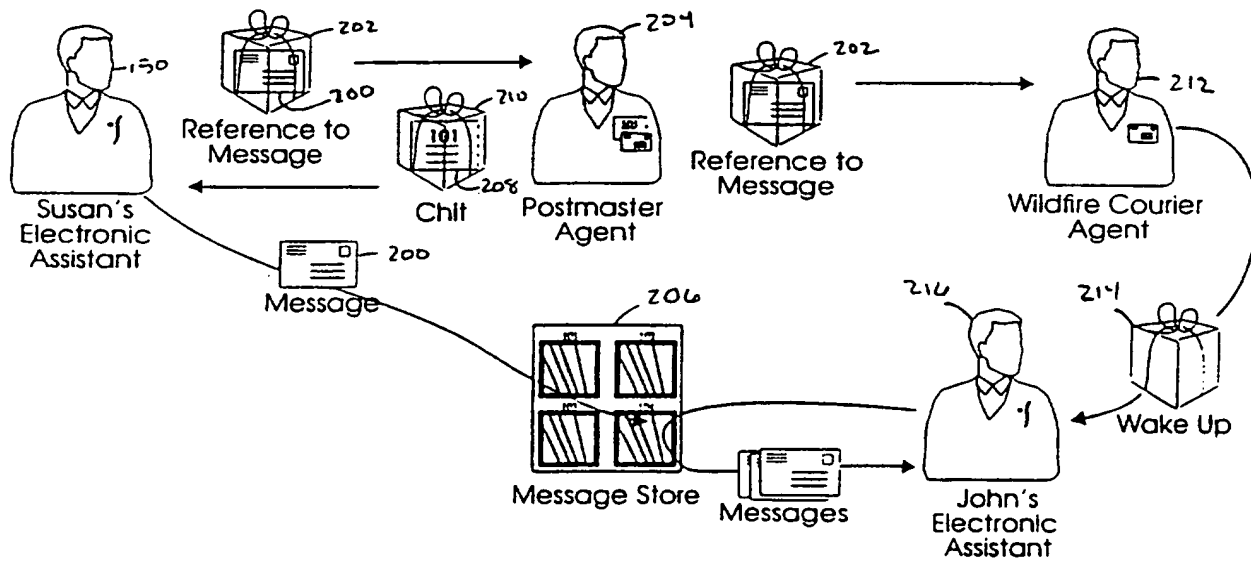 202
204
202
150
200
210
212
Reference to
Message
101
208
Reference to
Message
Susan's
Electronic
Assistant
Chit
Postmaster
Agent
Wildfire Courier
Agent
200
Message
206
216
214
Wake Up
Message Store
Messages
John's
Electronic
Assistant